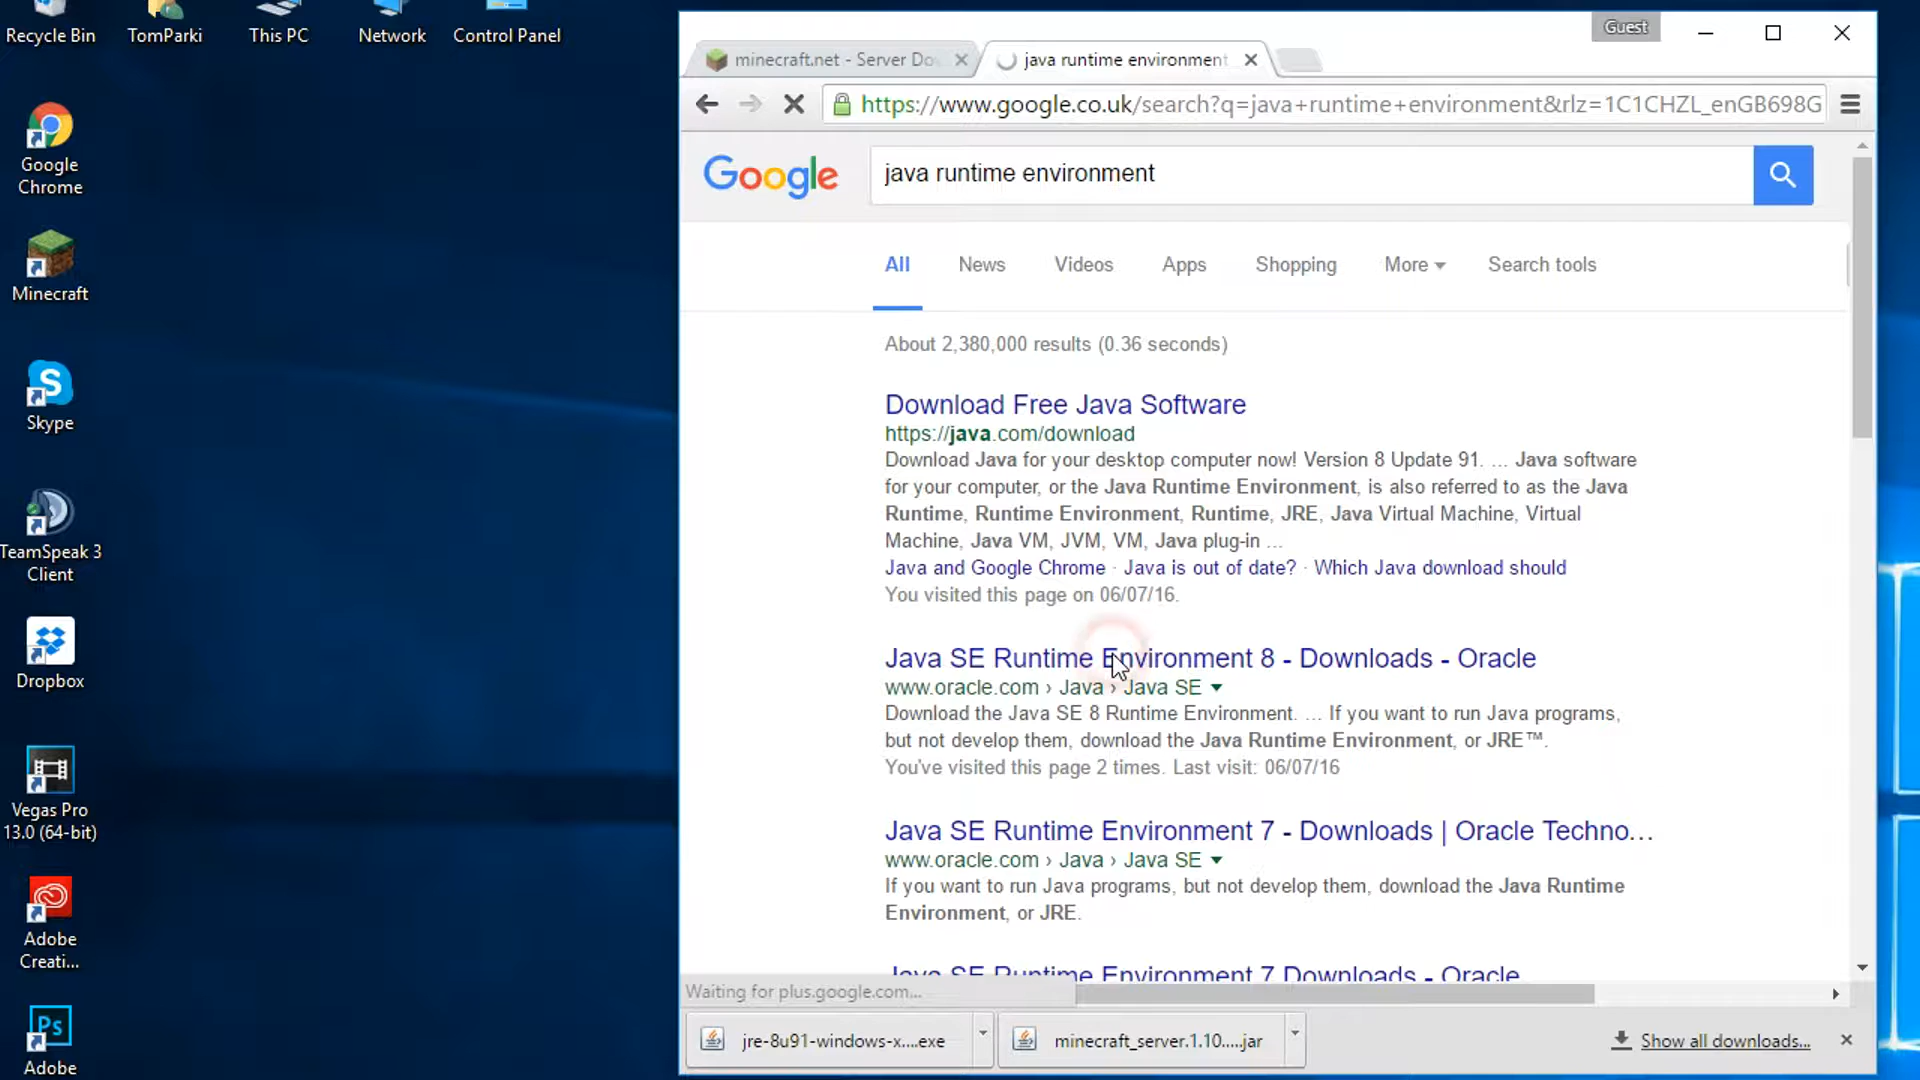 Recycle Bin
TomParki
This PC
Network
Control Panel
Google
Chrome
Minecraft
Skype
TeamSpeak 3
Client
Dropbox
Vegas Pro
13.0 (64-bit)
Adobe
Creati...
Adobe
Guest
minecraft.net - Server Do
java runtime environment
https://www.google.co.uk/search?q=java+runtime+environment&rlz=1C1CHZL_enGB698G
Google
java runtime environment
All News Videos Apps Shopping More Search tools
About 2,380,000 results (0.36 seconds)
Download Free Java Software
https://java.com/download
Download Java for your desktop computer now! Version 8 Update 91. ... Java software
for your computer, or the Java Runtime Environment, is also referred to as the Java
Runtime, Runtime Environment, Runtime, JRE, Java Virtual Machine, Virtual
Machine, Java VM, JVM, VM, Java plug-in ...
Java and Google Chrome · Java is out of date? · Which Java download should
You visited this page on 06/07/16.
Java SE Runtime Environment 8 - Downloads - Oracle
www.oracle.com › Java › Java SE
Download the Java SE 8 Runtime Environment. ... If you want to run Java programs,
but not develop them, download the Java Runtime Environment, or JRE™.
You've visited this page 2 times. Last visit: 06/07/16
Java SE Runtime Environment 7 - Downloads | Oracle Techno...
www.oracle.com › Java › Java SE
If you want to run Java programs, but not develop them, download the Java Runtime
Environment, or JRE.
Java SE Runtime Environment 7 Downloads - Oracle
Waiting for plus.google.com...
jre-8u91-windows-x....exe
minecraft_server.1.10.....jar
Show all downloads...
S
Ps